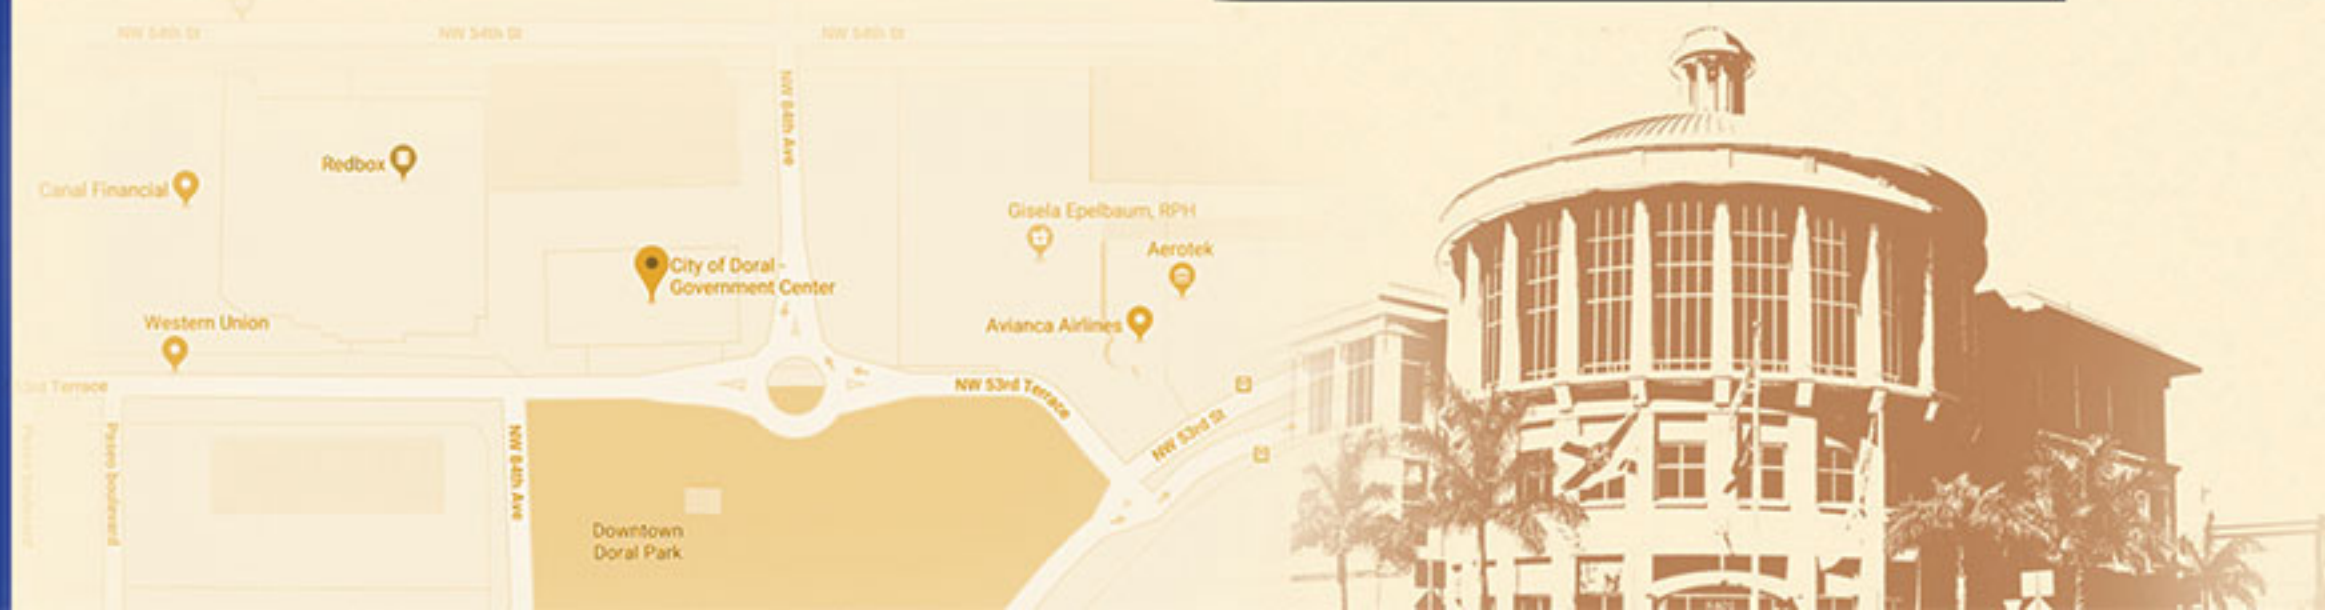 NW 54th St
NW 54th St
NW 54th St
NW 84th Ave
Redbox
Canal Financial
Gisela Epelbaum, RPH
Aerotek
City of Doral -
Government Center
Western Union
Avianca Airlines
53rd Terrace
NW 53rd Terrace
NW 53rd St
Paseo boulevard
NW 84th Ave
Downtown
Doral Park